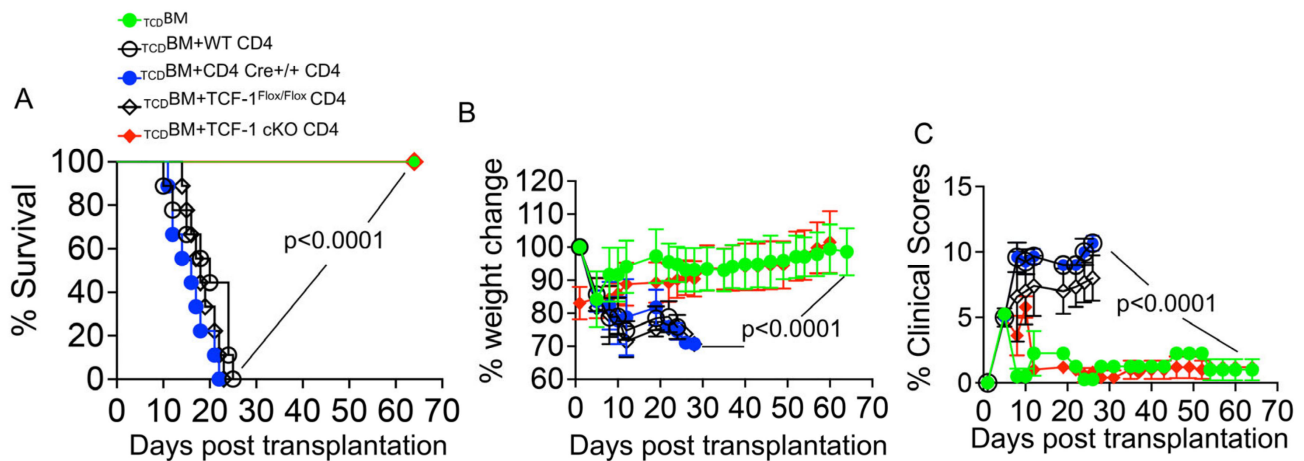 TCDBM
TCDBM+WT CD4
TCDBM+CD4 Cre+/+ CD4
TCDBM+TCF-1Flox/Flox CD4
TCDBM+TCF-1 cKO CD4
A
% Survival
100
80
60
40
20
0
p<0.0001
0 10 20 30 40 50 60 70
Days post transplantation
B
% weight change
120
110
100
90
80
70
60
p<0.0001
0 10 20 30 40 50 60 70
Days post transplantation
C
% Clinical Scores
15
10
5
0
p<0.0001
0 10 20 30 40 50 60 70
Days post transplantation